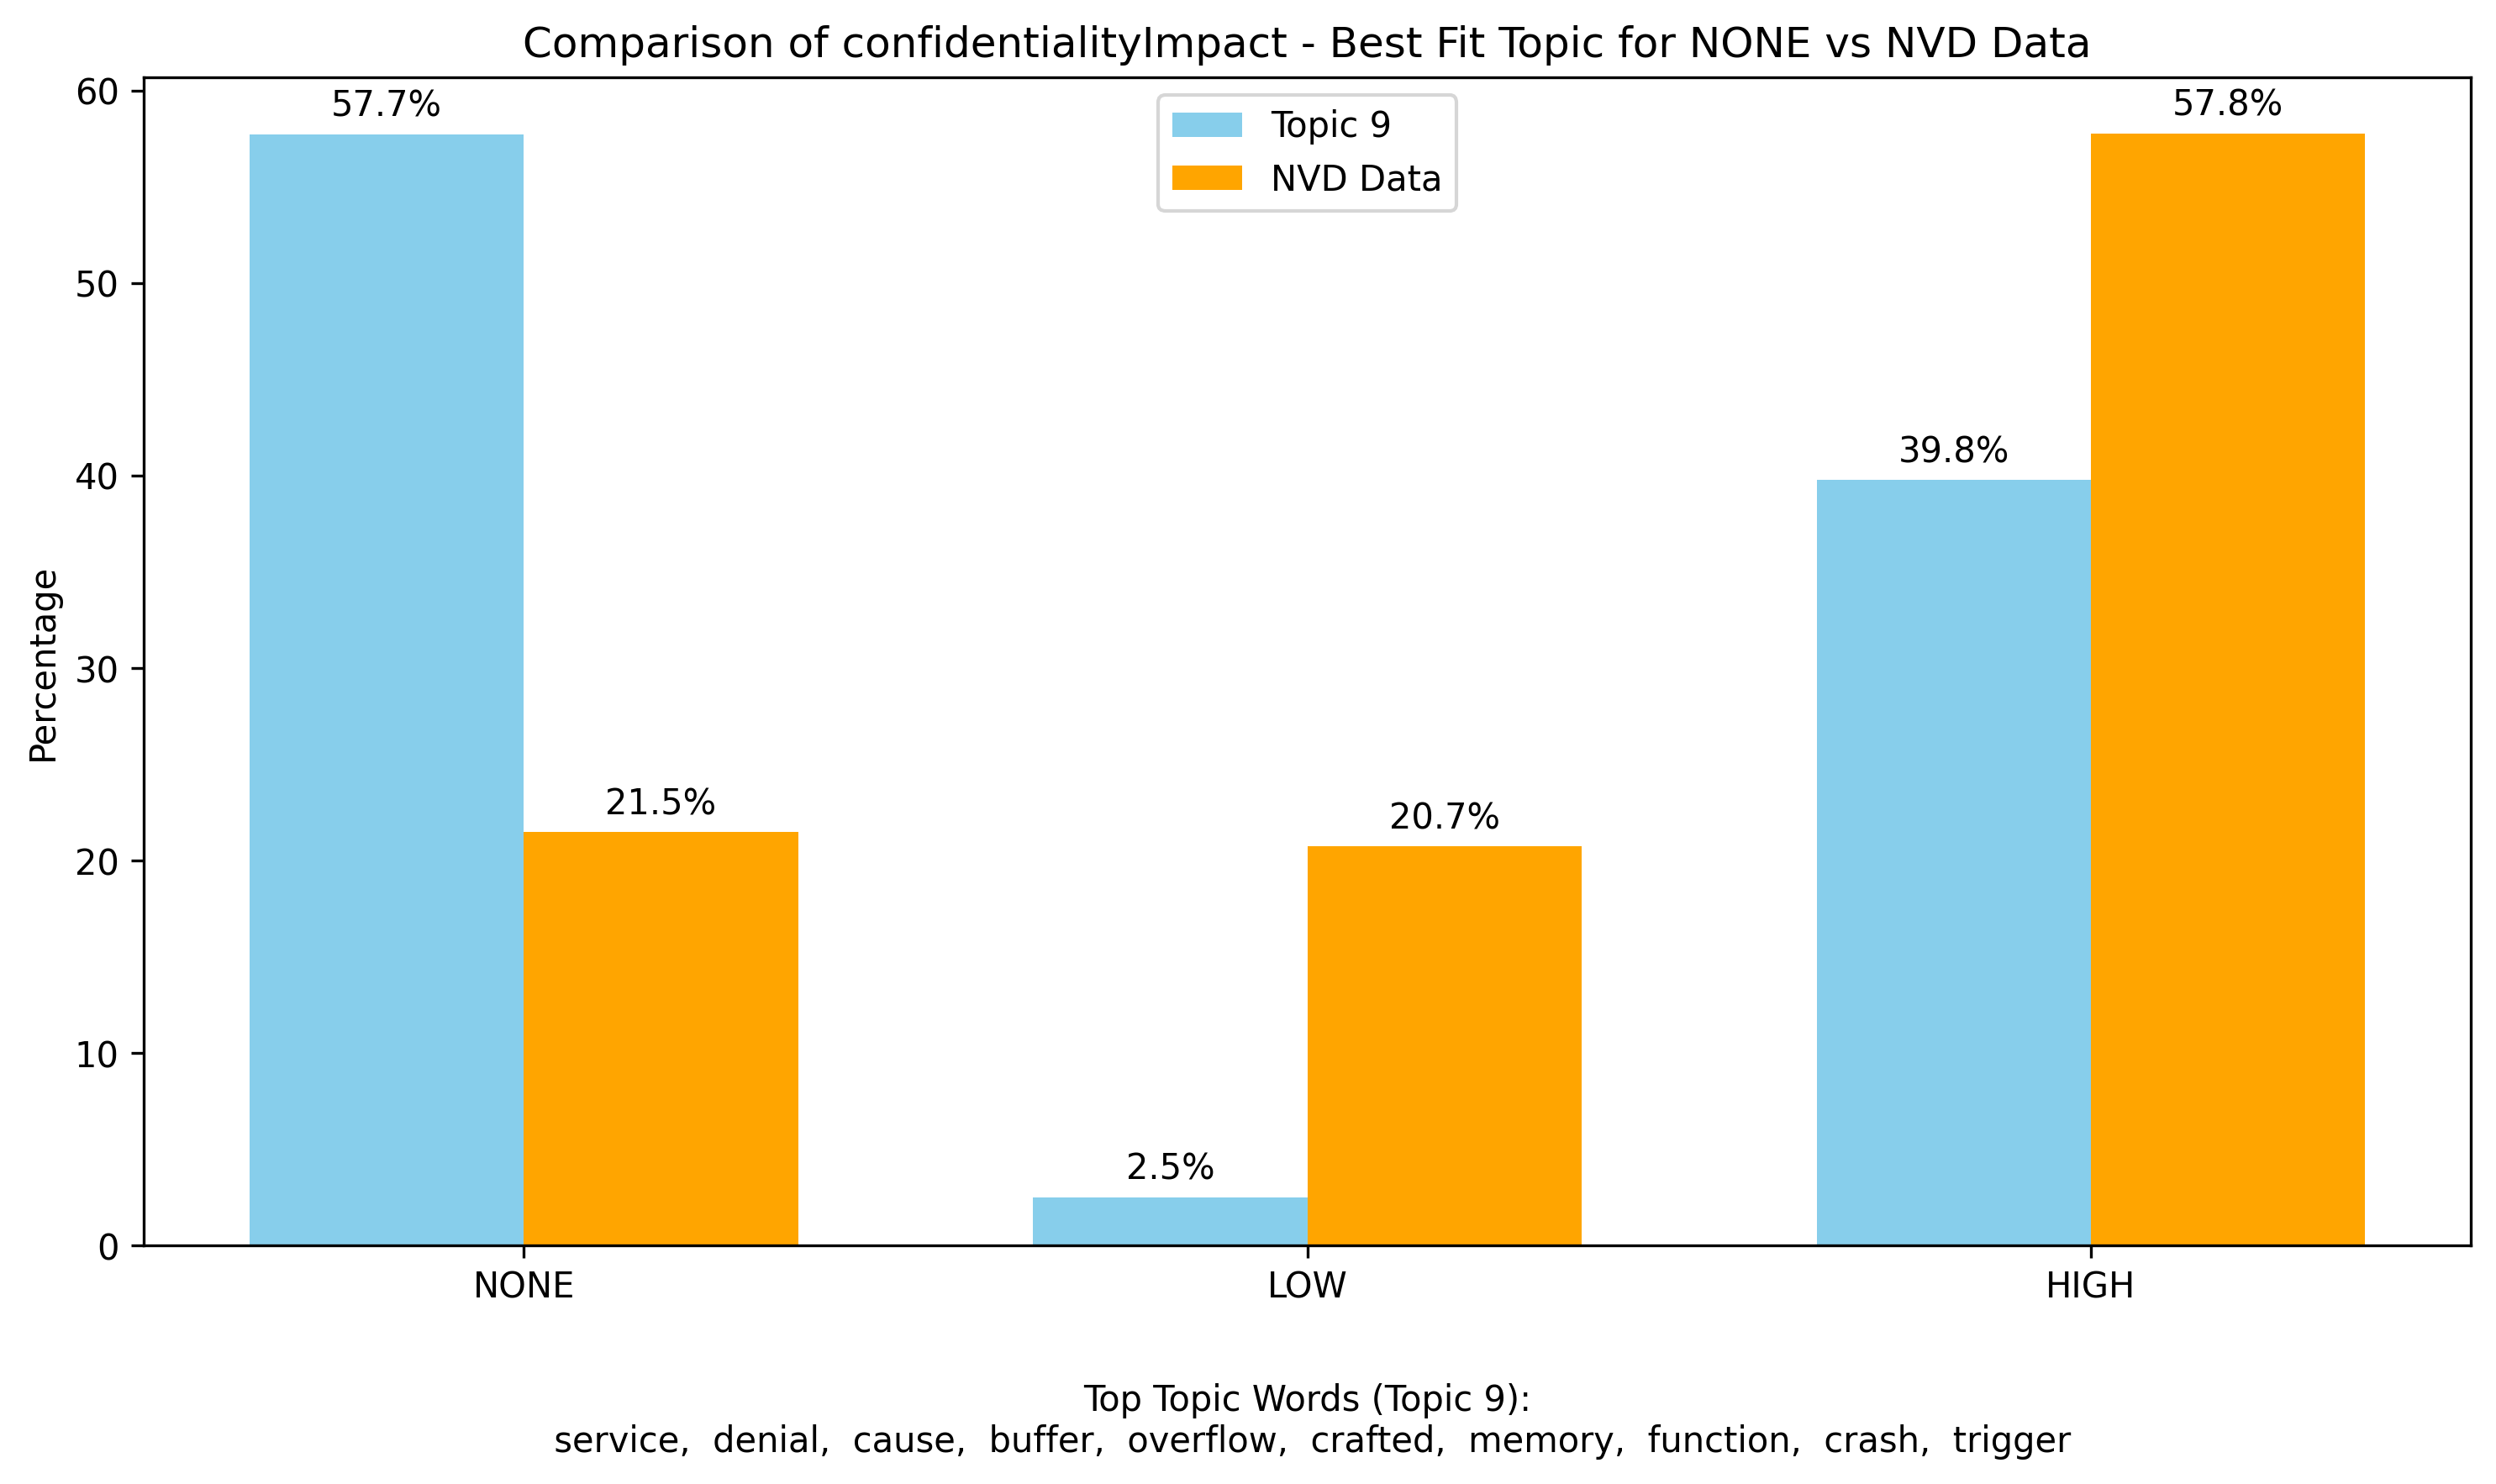 Comparison of confidentialityImpact - Best Fit Topic for NONE vs NVD Data
60
57.7%
57.8%
Topic 9
NVD Data
50
40
39.8%
Percentage
30
21.5%
20.7%
20
10
2.5%
0
NONE
LOW
HIGH
Top Topic Words (Topic 9):
service, denial, cause, buffer, overflow, crafted, memory, function, crash, trigger